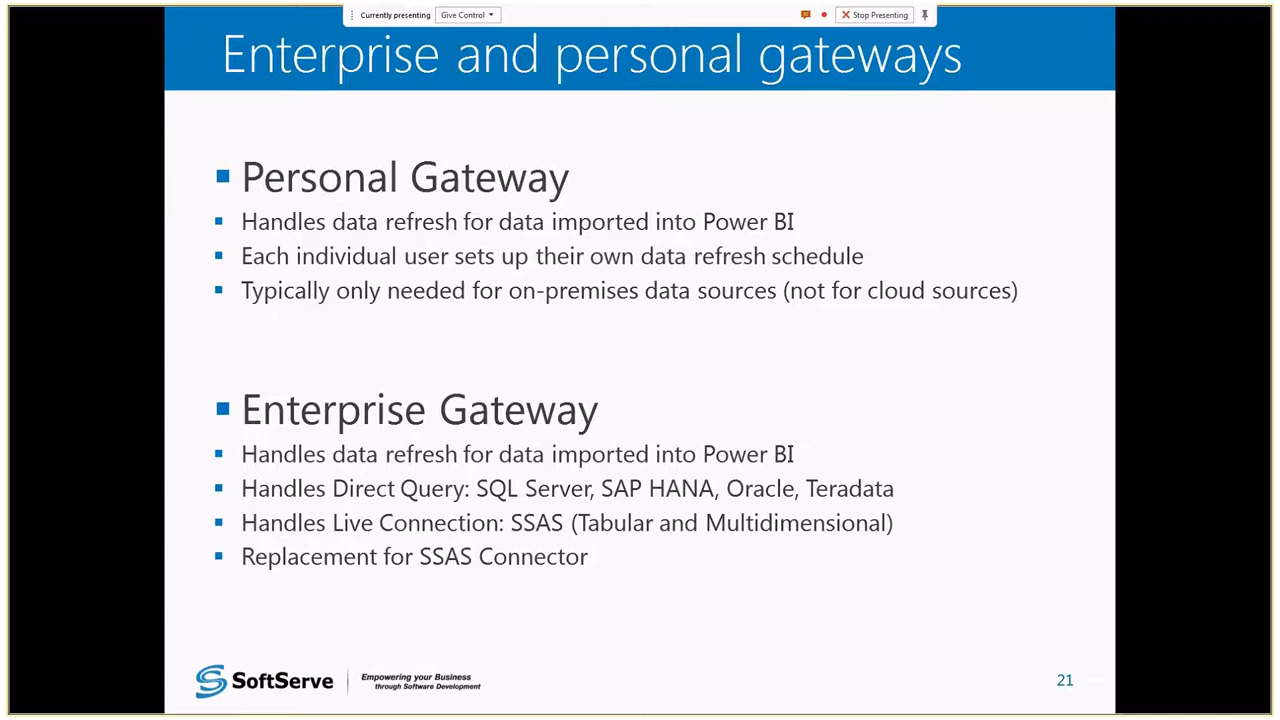 Currently presenting Give Control Stop Presenting
Enterprise and personal gateways
Personal Gateway
Handles data refresh for data imported into Power BI
Each individual user sets up their own data refresh schedule
Typically only needed for on-premises data sources (not for cloud sources)
Enterprise Gateway
Handles data refresh for data imported into Power BI
Handles Direct Query: SQL Server, SAP HANA, Oracle, Teradata
Handles Live Connection: SSAS (Tabular and Multidimensional)
Replacement for SSAS Connector
SoftServe
Empowering your Business
through Software Development
21